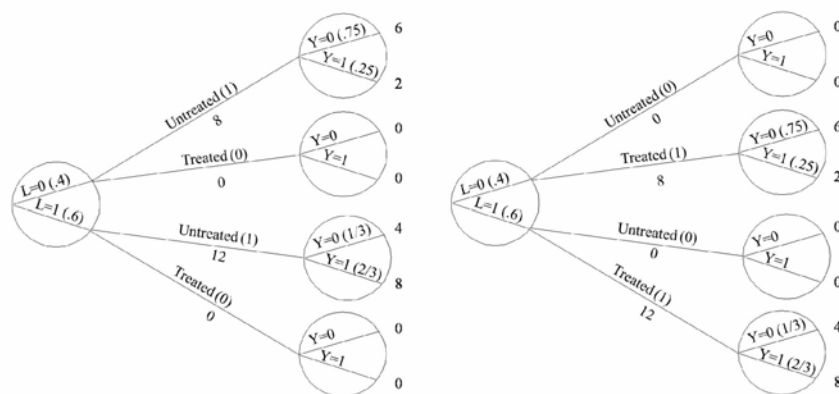 Y=0 (.75)
6
Y=1 (.25)
2
Untreated (1)
8
Y=0
0
Y=1
0
Treated (0)
0
L=0 (.4)
L=1 (.6)
Untreated (1)
12
Y=0 (1/3)
4
Y=1 (2/3)
8
Treated (0)
0
Y=0
0
Y=1
0
Y=0
0
Y=1
0
Untreated (0)
0
Y=0 (.75)
6
Y=1 (.25)
2
Treated (1)
8
L=0 (.4)
L=1 (.6)
Untreated (0)
0
Y=0
0
Y=1
0
Treated (1)
12
Y=0 (1/3)
4
Y=1 (2/3)
8